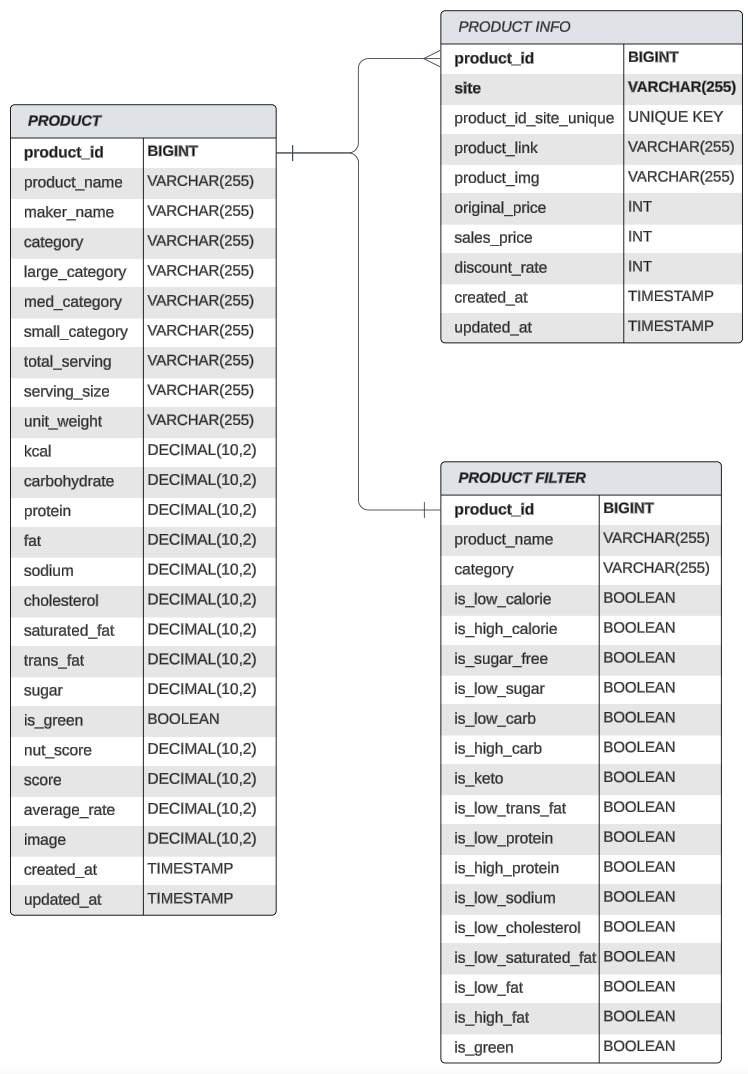 PRODUCT INFO
product_id BIGINT
site VARCHAR(255)
product_id_site_unique UNIQUE KEY
product_link VARCHAR(255)
product_img VARCHAR(255)
original_price INT
sales_price INT
discount_rate INT
created_at TIMESTAMP
updated_at TIMESTAMP
PRODUCT
product_id BIGINT
product_name VARCHAR(255)
maker_name VARCHAR(255)
category VARCHAR(255)
large_category VARCHAR(255)
med_category VARCHAR(255)
small_category VARCHAR(255)
total_serving VARCHAR(255)
serving_size VARCHAR(255)
unit_weight VARCHAR(255)
kcal DECIMAL(10,2)
carbohydrate DECIMAL(10,2)
protein DECIMAL(10,2)
fat DECIMAL(10,2)
sodium DECIMAL(10,2)
cholesterol DECIMAL(10,2)
saturated_fat DECIMAL(10,2)
trans_fat DECIMAL(10,2)
sugar DECIMAL(10,2)
is_green BOOLEAN
nut_score DECIMAL(10,2)
score DECIMAL(10,2)
average_rate DECIMAL(10,2)
image DECIMAL(10,2)
created_at TIMESTAMP
updated_at TIMESTAMP
PRODUCT FILTER
product_id BIGINT
product_name VARCHAR(255)
category VARCHAR(255)
is_low_calorie BOOLEAN
is_high_calorie BOOLEAN
is_sugar_free BOOLEAN
is_low_sugar BOOLEAN
is_low_carb BOOLEAN
is_high_carb BOOLEAN
is_keto BOOLEAN
is_low_trans_fat BOOLEAN
is_low_protein BOOLEAN
is_high_protein BOOLEAN
is_low_sodium BOOLEAN
is_low_cholesterol BOOLEAN
is_low_saturated_fat BOOLEAN
is_low_fat BOOLEAN
is_high_fat BOOLEAN
is_green BOOLEAN